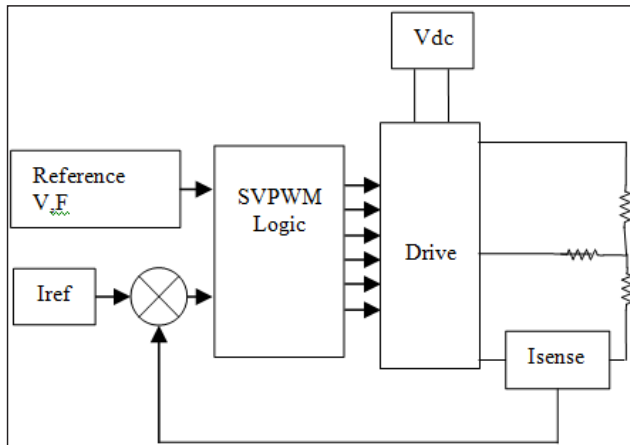 Vdc
Reference
V,F
SVPWM
Logic
Drive
Iref
Isense